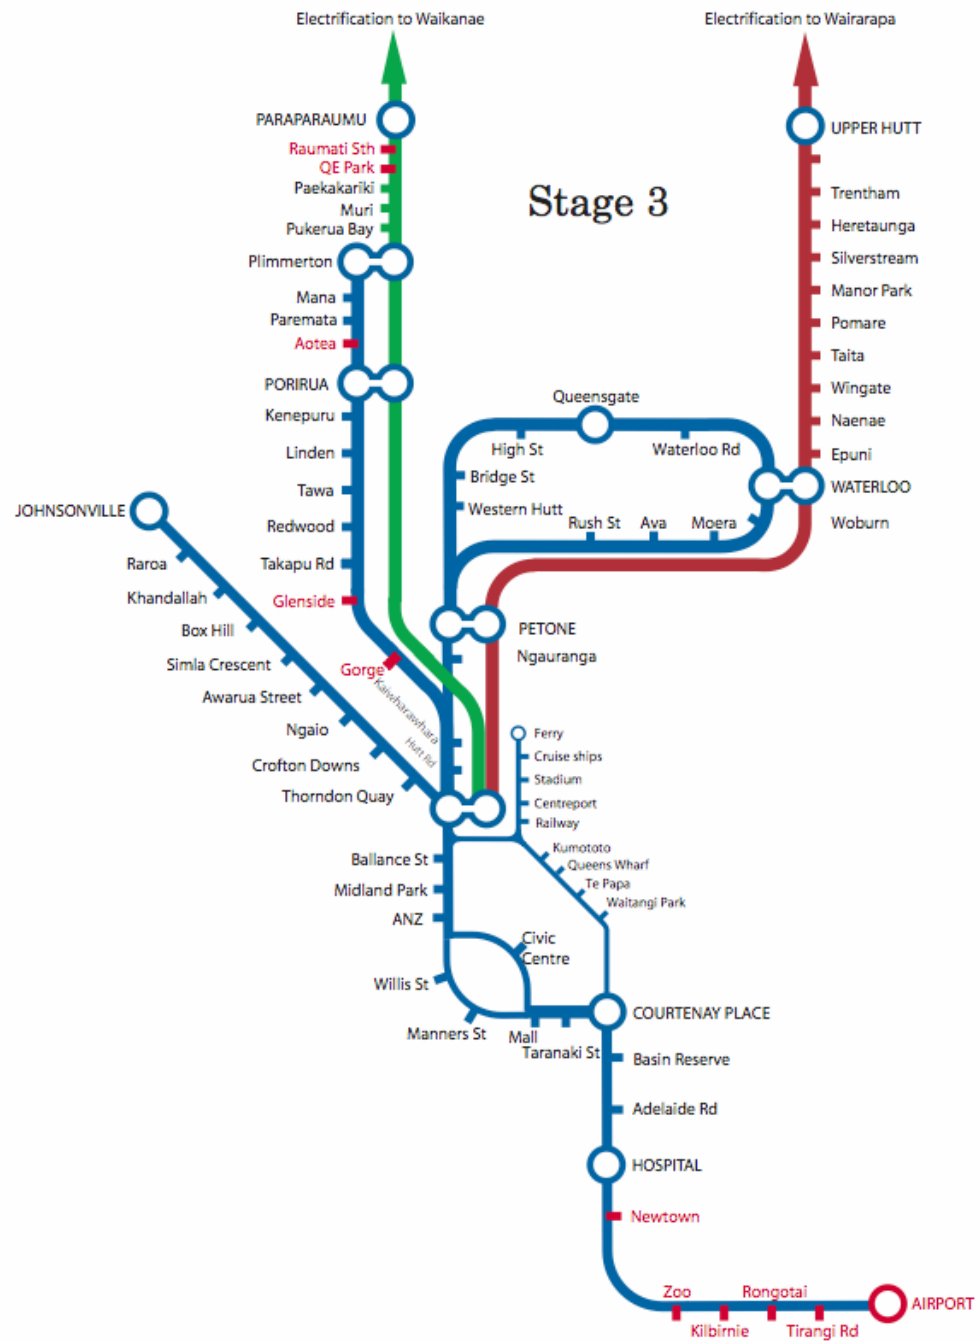 Electrification to Waikanae
Electrification to Wairarapa
PARAPARAUMU
Raumati Sth
QE Park
Paekakariki
Muri
Pukerua Bay
Plimmerton
Mana
Paremata
Aotea
PORIRUA
Kenepuru
Linden
Tawa
Redwood
Takapu Rd
Glenside
Gorge
Stage 3
UPPER HUTT
Trentham
Heretaunga
Silverstream
Manor Park
Pomare
Taita
Wingate
Naenae
Epuni
WATERLOO
Woburn
Queensgate
High St
Waterloo Rd
Bridge St
Western Hutt
Rush St
Ava
Moera
PETONE
Ngauranga
Kaiwharawhara
Hutt Rd
JOHNSONVILLE
Raroa
Khandallah
Box Hill
Simla Crescent
Awarua Street
Ngaio
Crofton Downs
Thorndon Quay
Ferry
Cruise ships
Stadium
Centreport
Railway
Kumototo
Queens Wharf
Te Papa
Waitangi Park
Ballance St
Midland Park
ANZ
Civic
Centre
Willis St
Manners St
Mall
Taranaki St
COURTENAY PLACE
Basin Reserve
Adelaide Rd
HOSPITAL
Newtown
Zoo
Kilbirnie
Rongotai
Tirangi Rd
AIRPORT